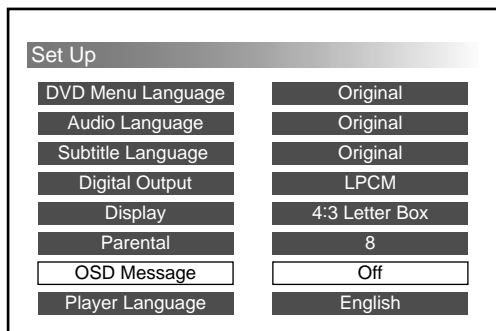 Set Up
DVD Menu Language Original
Audio Language Original
Subtitle Language Original
Digital Output LPCM
Display 4:3 Letter Box
Parental 8
OSD Message Off
Player Language English